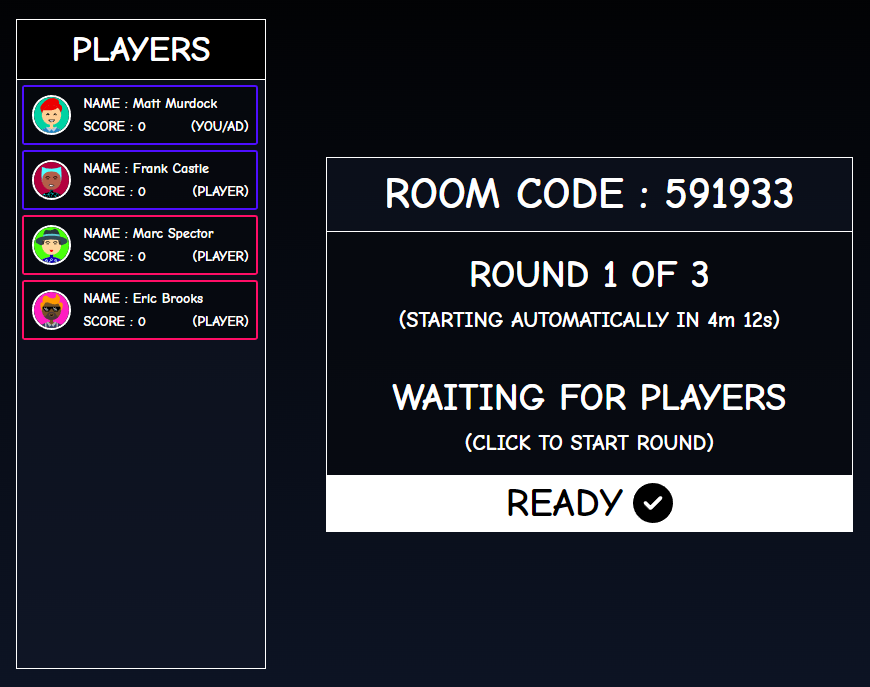 PLAYERS
NAME : Matt Murdock
SCORE : 0 (YOU/AD)
NAME : Frank Castle
SCORE : 0 (PLAYER)
NAME : Marc Spector
SCORE : 0 (PLAYER)
NAME : Eric Brooks
SCORE : 0 (PLAYER)
ROOM CODE : 591933
ROUND 1 OF 3
(STARTING AUTOMATICALLY IN 4m 12s)
WAITING FOR PLAYERS
(CLICK TO START ROUND)
READY